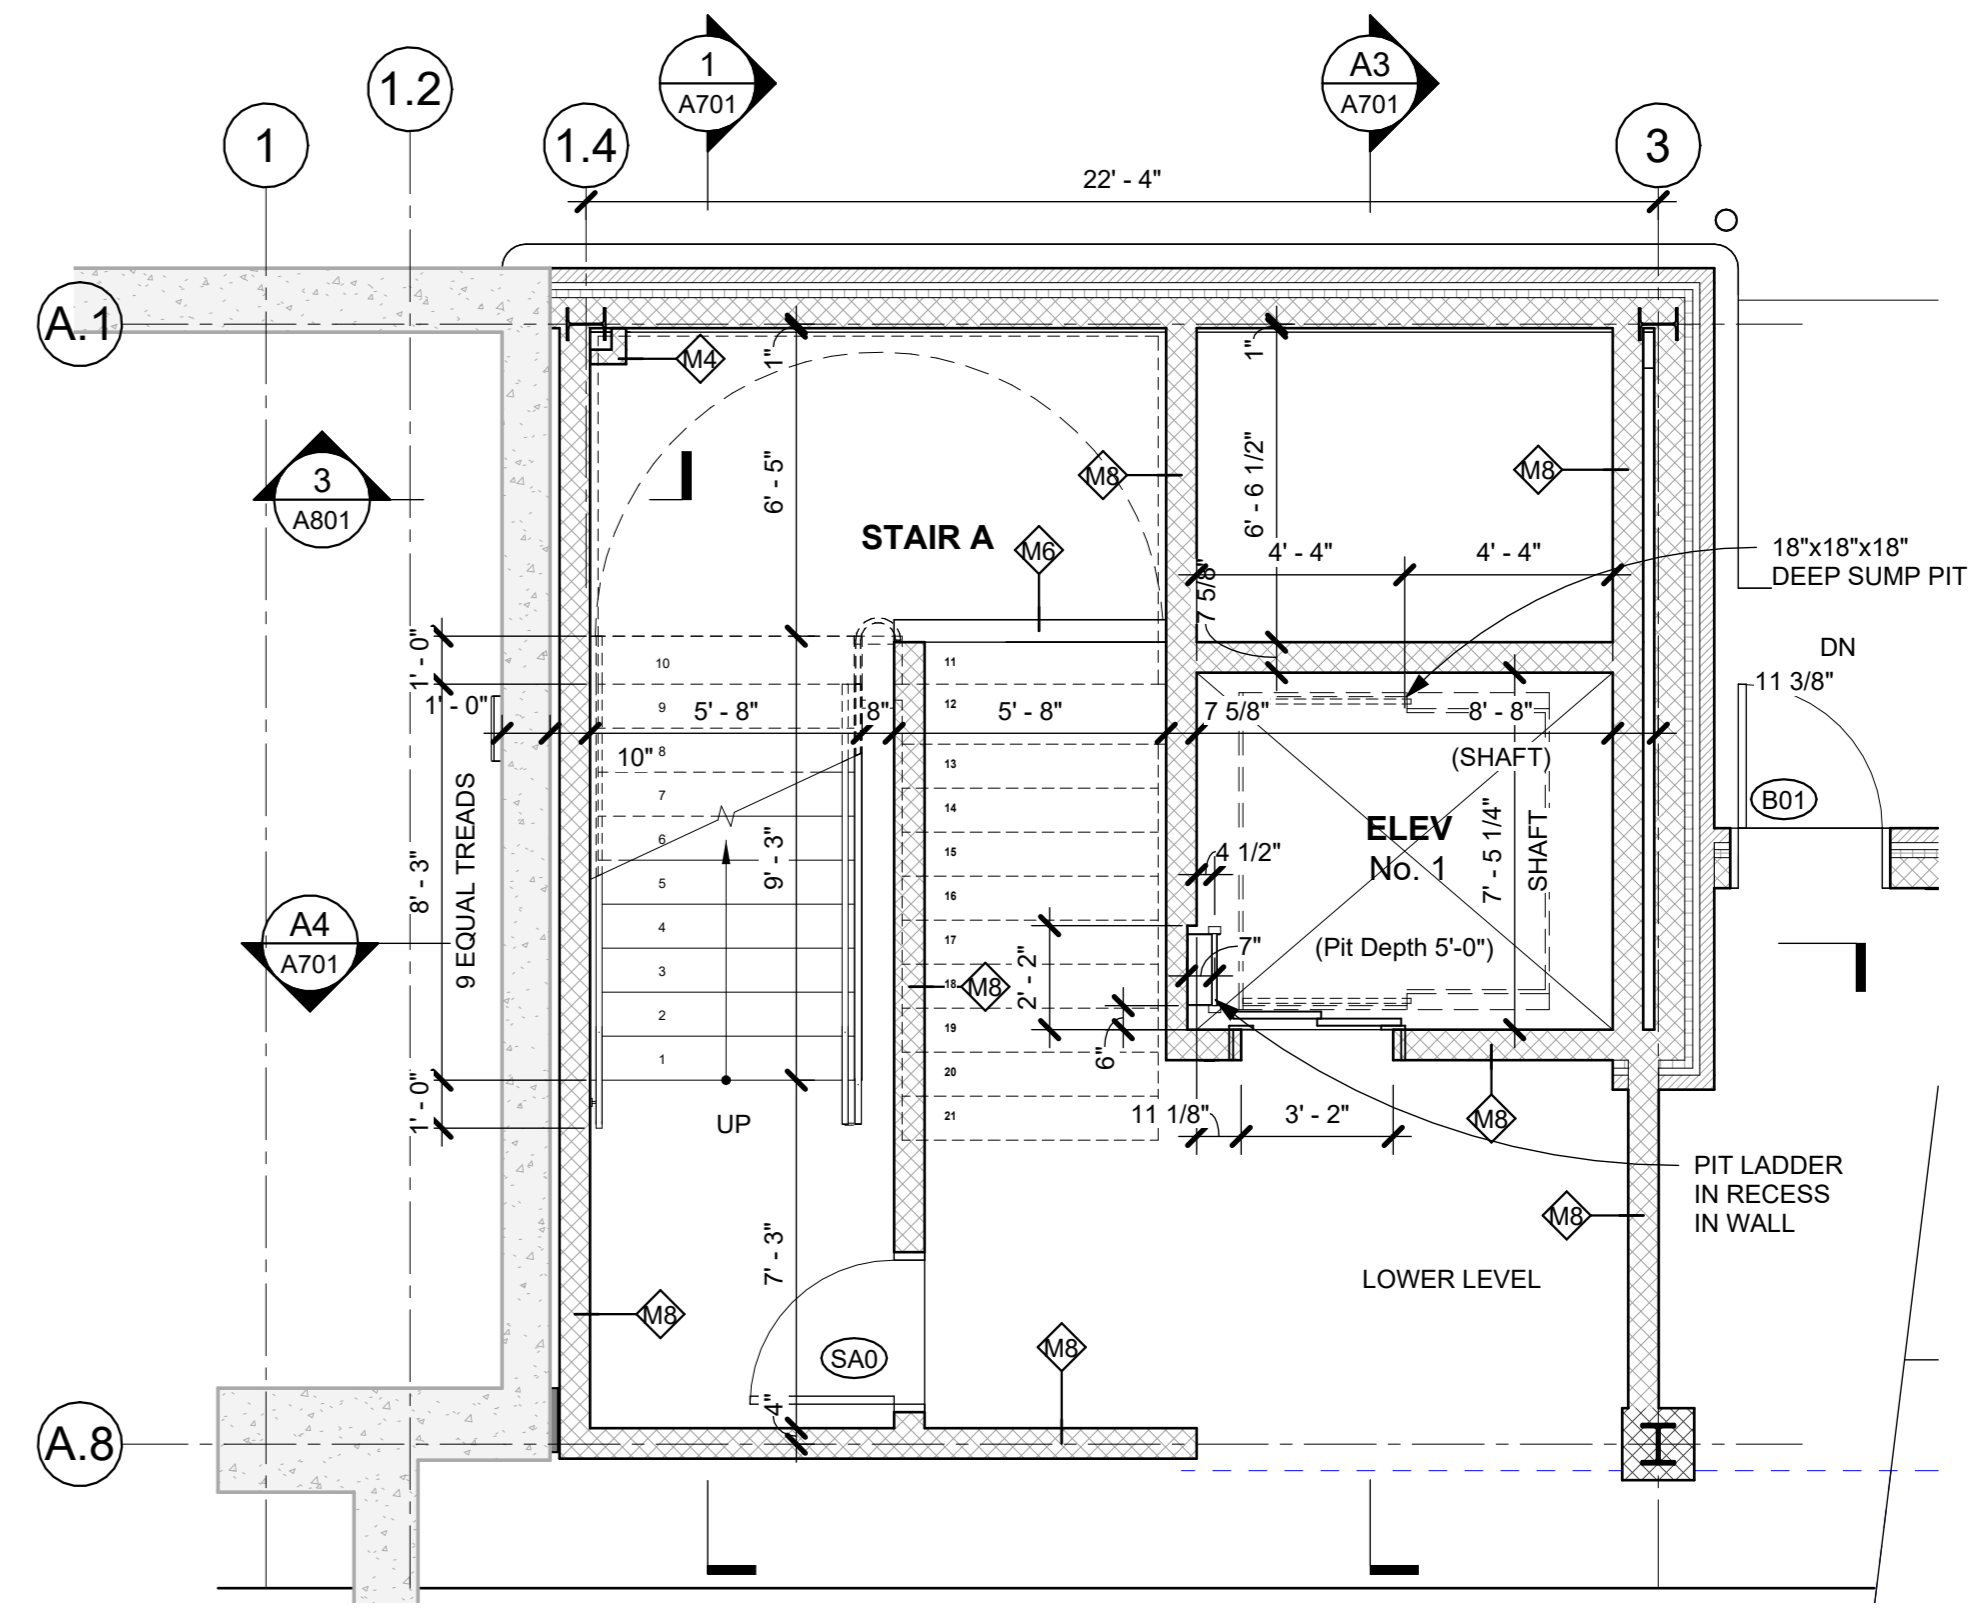 1
A701
A3
A701
1.2
1
1.4
3
22' - 4"
A.1
M4
1"
1"
3
A801
6' - 5"
M8
6' - 6 1/2"
M8
STAIR A
M6
4' - 4"
4' - 4"
18"x18"x18"
DEEP SUMP PIT
7 5/8"
1' - 0"
10
11
DN
11 3/8"
1' - 0"
9
5' - 8"
8"
12
5' - 8"
7 5/8"
8' - 8"
10"
8
13
(SHAFT)
7
14
B01
9 EQUAL TREADS
8' - 3"
6
9' - 3"
15
4 1/2"
ELEV
No. 1
7' - 5 1/4"
SHAFT
5
16
A4
A701
4
17
7"
(Pit Depth 5'-0")
3
18
M8
2' - 2"
2
19
6"
1
20
1' - 0"
21
UP
11 1/8"
3' - 2"
M8
PIT LADDER
IN RECESS
IN WALL
M8
7' - 3"
LOWER LEVEL
M8
SA0
M8
4"
A.8